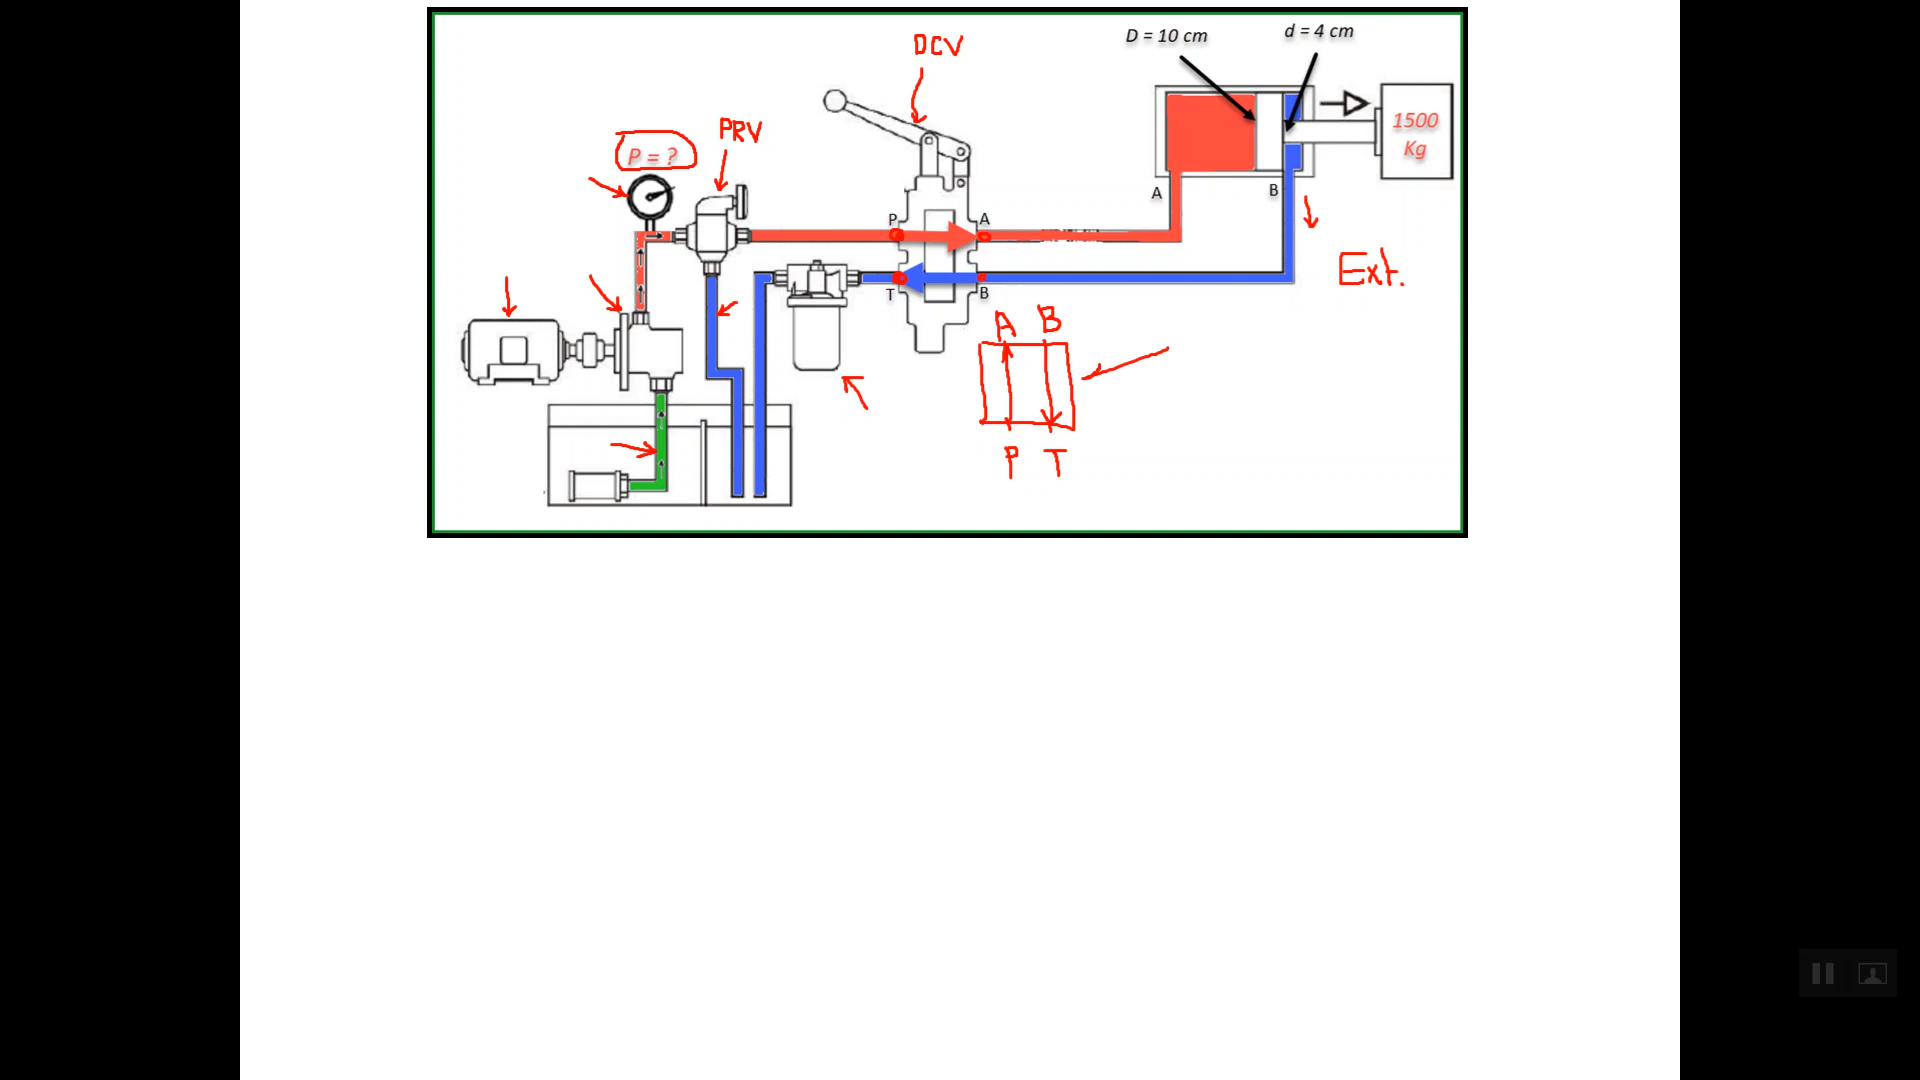 DCV
D = 10 cm
d = 4 cm
PRV
P = ?
1500
Kg
A
B
P
A
T
B
Ext.
A B
P T